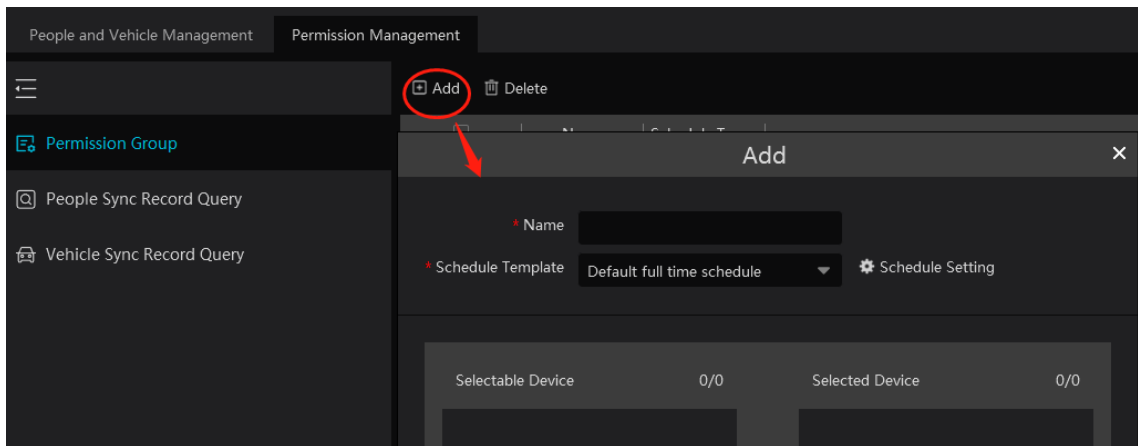 People and Vehicle Management Permission Management
Add Delete
Permission Group
People Sync Record Query
Vehicle Sync Record Query
Add
* Name
* Schedule Template Default full time schedule Schedule Setting
Selectable Device 0/0 Selected Device 0/0